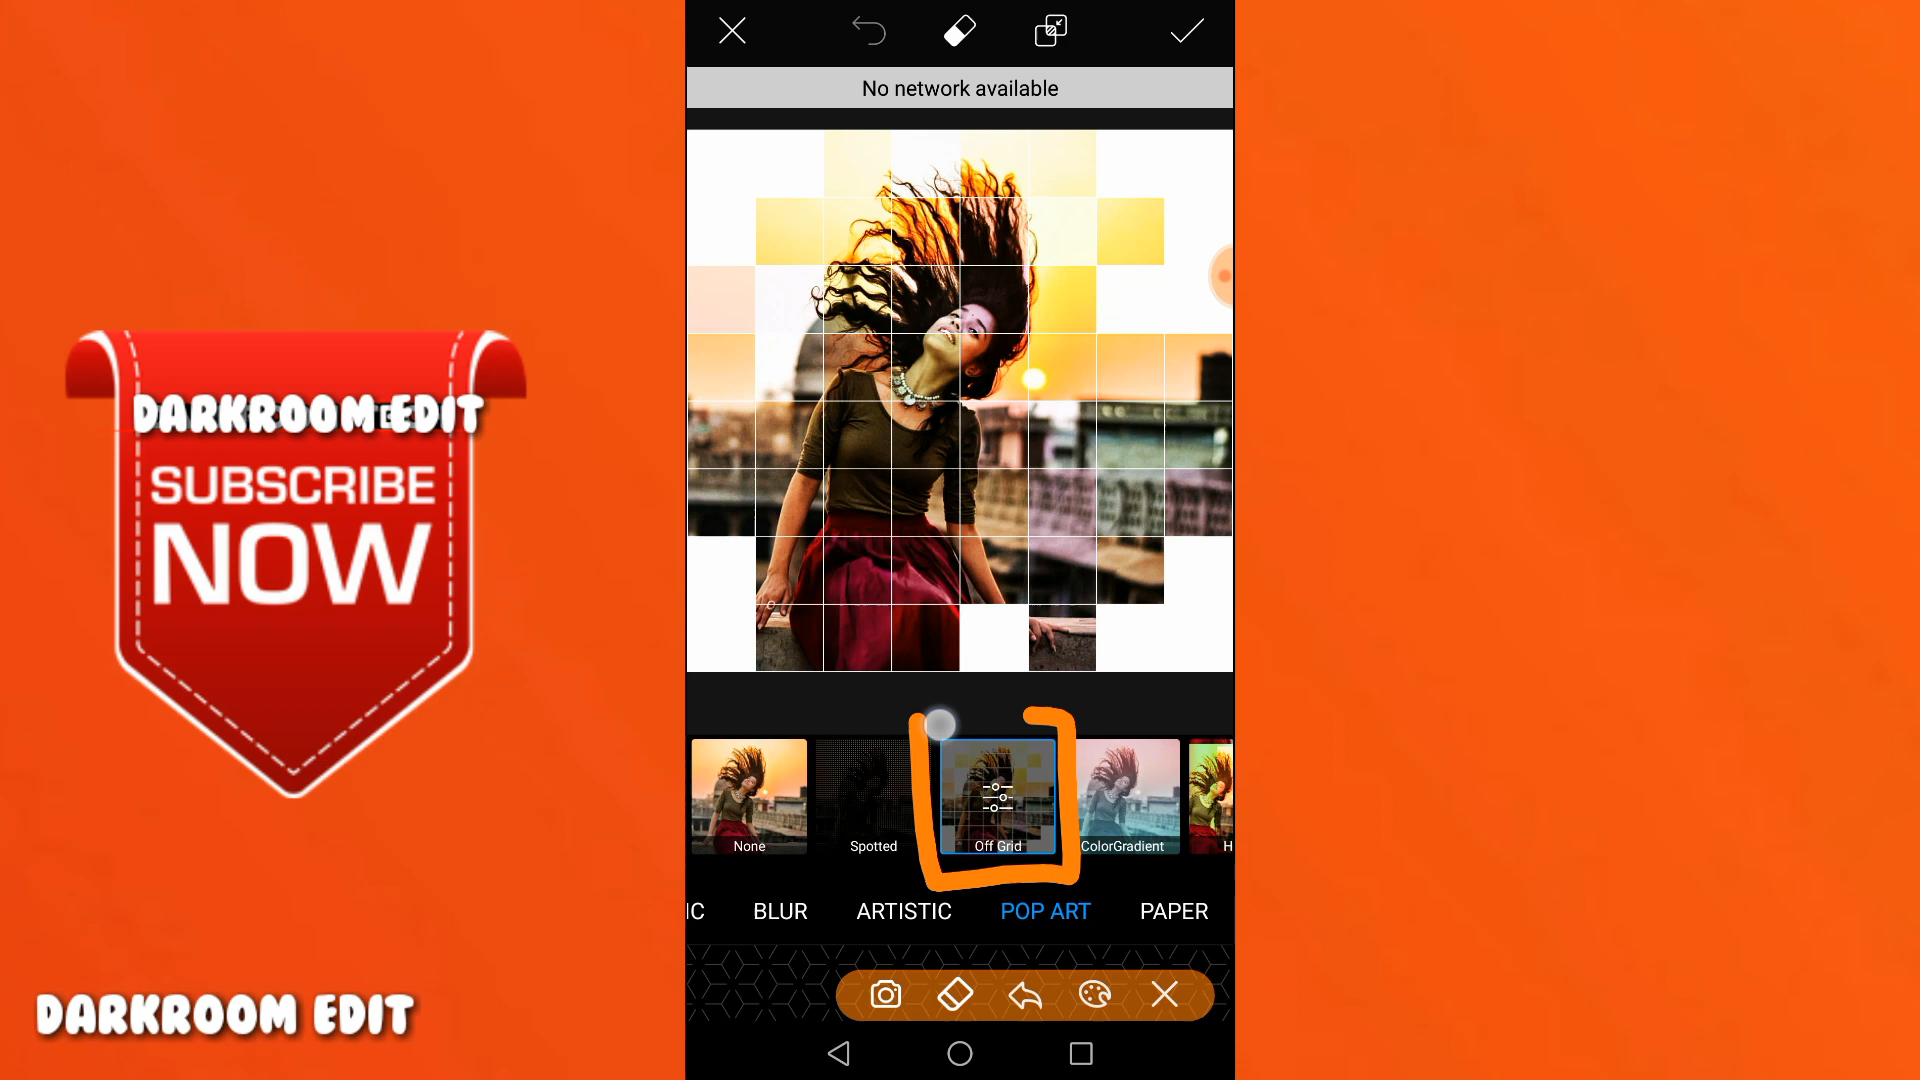 No network available
DARKROOM EDIT
SUBSCRIBE
NOW
None
Spotted
Off Grid
ColorGradient
H
IC
BLUR
ARTISTIC
POP ART
PAPER
DARKROOM EDIT